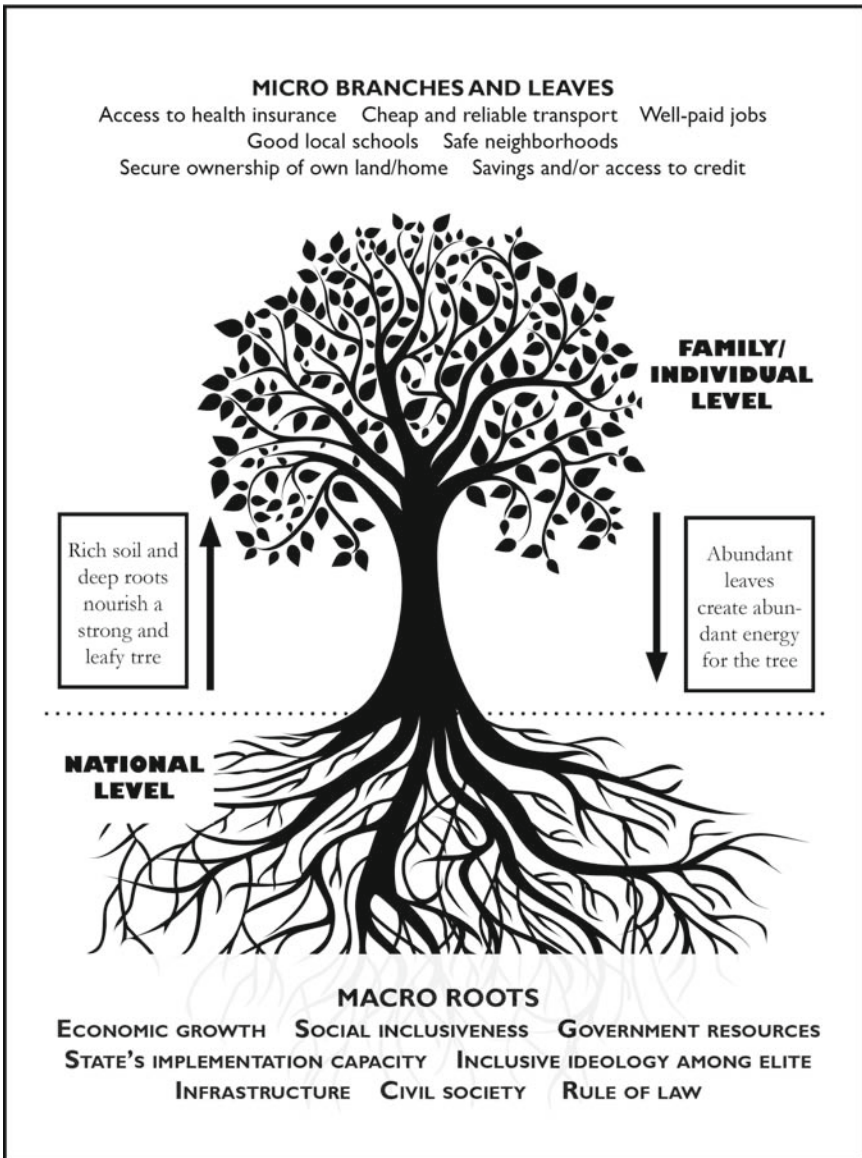 MICRO BRANCHES AND LEAVES
Access to health insurance Cheap and reliable transport Well-paid jobs
Good local schools Safe neighborhoods
Secure ownership of own land/home Savings and/or access to credit
FAMILY/
INDIVIDUAL
LEVEL
Rich soil and
deep roots
nourish a
strong and
leafy trre
Abundant
leaves
create abun-
dant energy
for the tree
NATIONAL
LEVEL
MACRO ROOTS
ECONOMIC GROWTH SOCIAL INCLUSIVENESS GOVERNMENT RESOURCES
STATE'S IMPLEMENTATION CAPACITY INCLUSIVE IDEOLOGY AMONG ELITE
INFRASTRUCTURE CIVIL SOCIETY RULE OF LAW